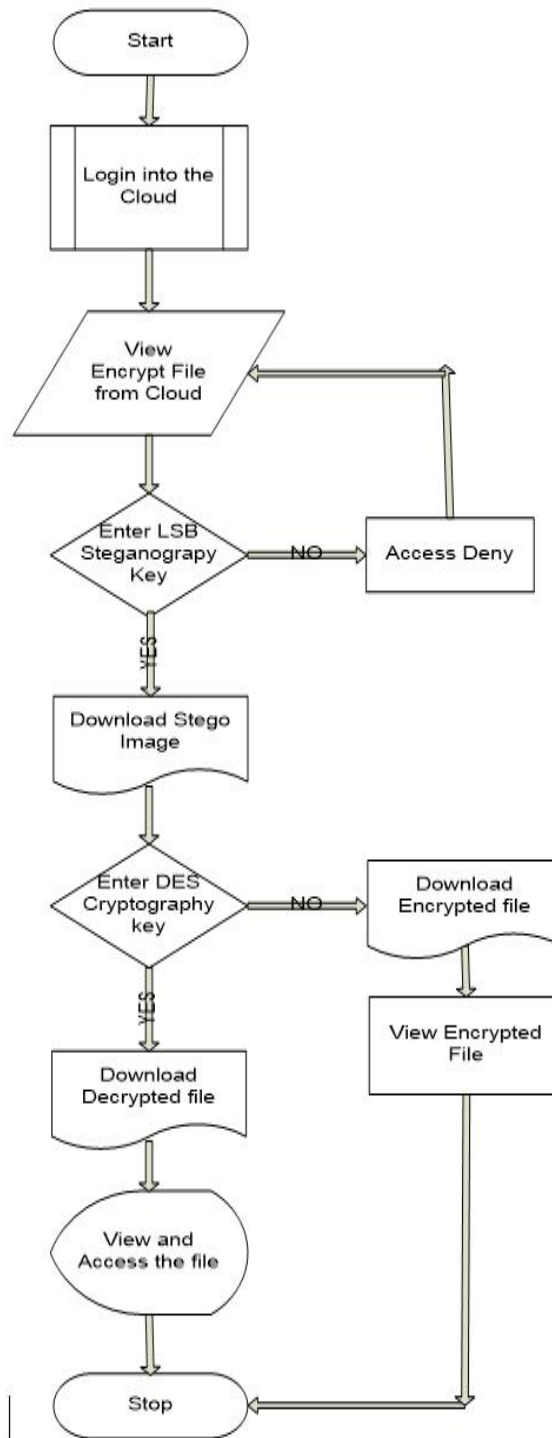 Start
Login into the
Cloud
View
Encrypt File
from Cloud
Enter LSB
Steganograpy
Key
NO
Access Deny
YES
Download Stego
Image
Enter DES
Cryptography
key
NO
Download
Encrypted file
YES
View Encrypted
File
Download
Decrypted file
View and
Access the file
Stop